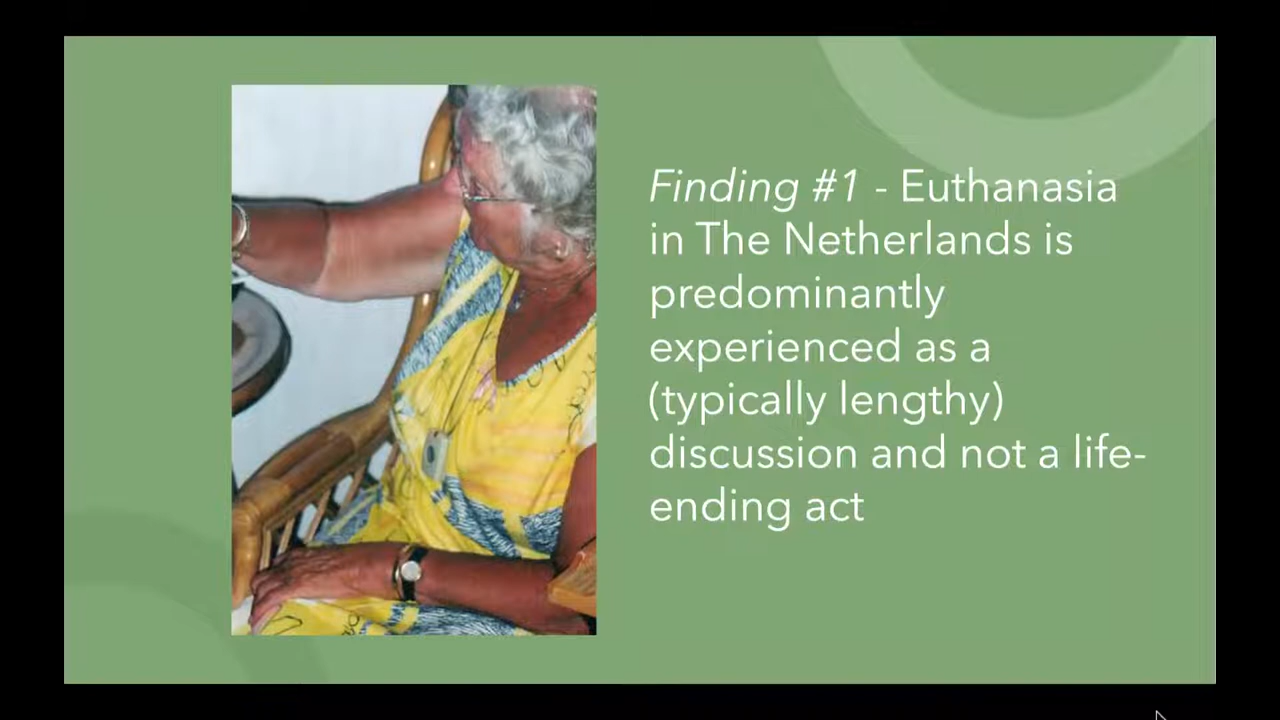 Finding #1 - Euthanasia
in The Netherlands is
predominantly
experienced as a
(typically lengthy)
discussion and not a life-
ending act